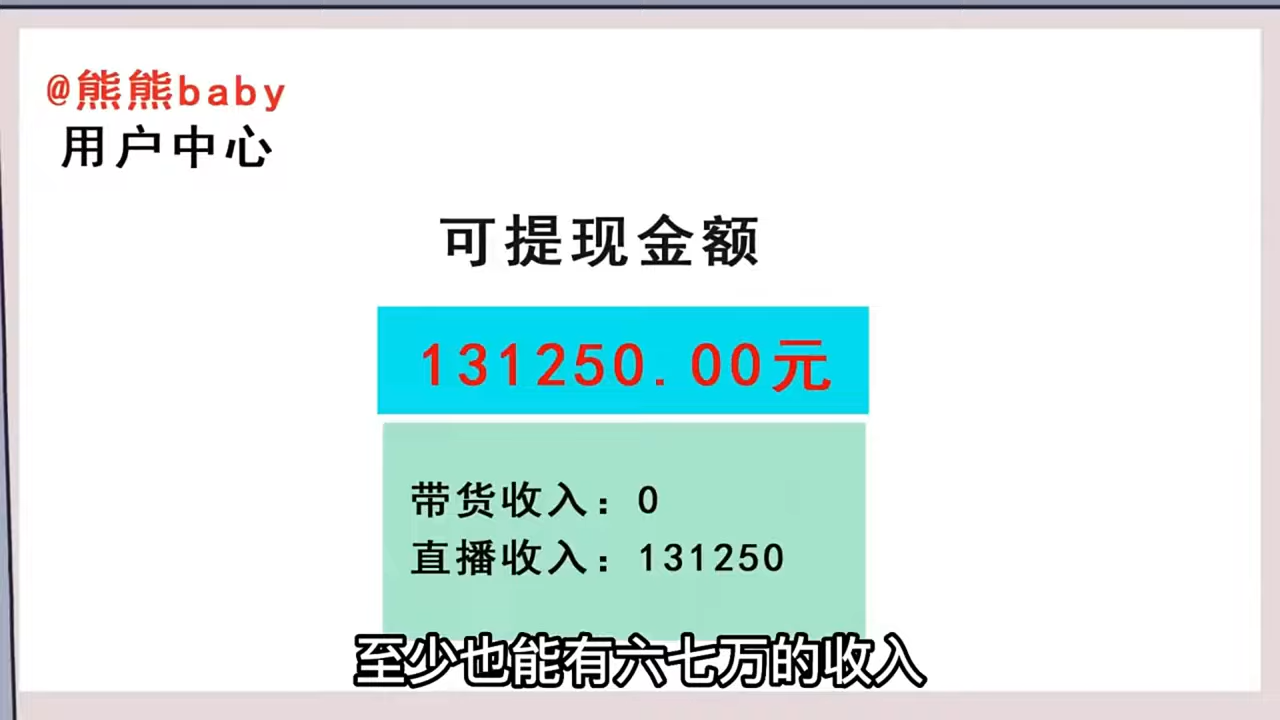 @熊熊baby
用户中心
可提现金额
131250.00元
带货收入：0
直播收入：131250
至少也能有六七万的收入